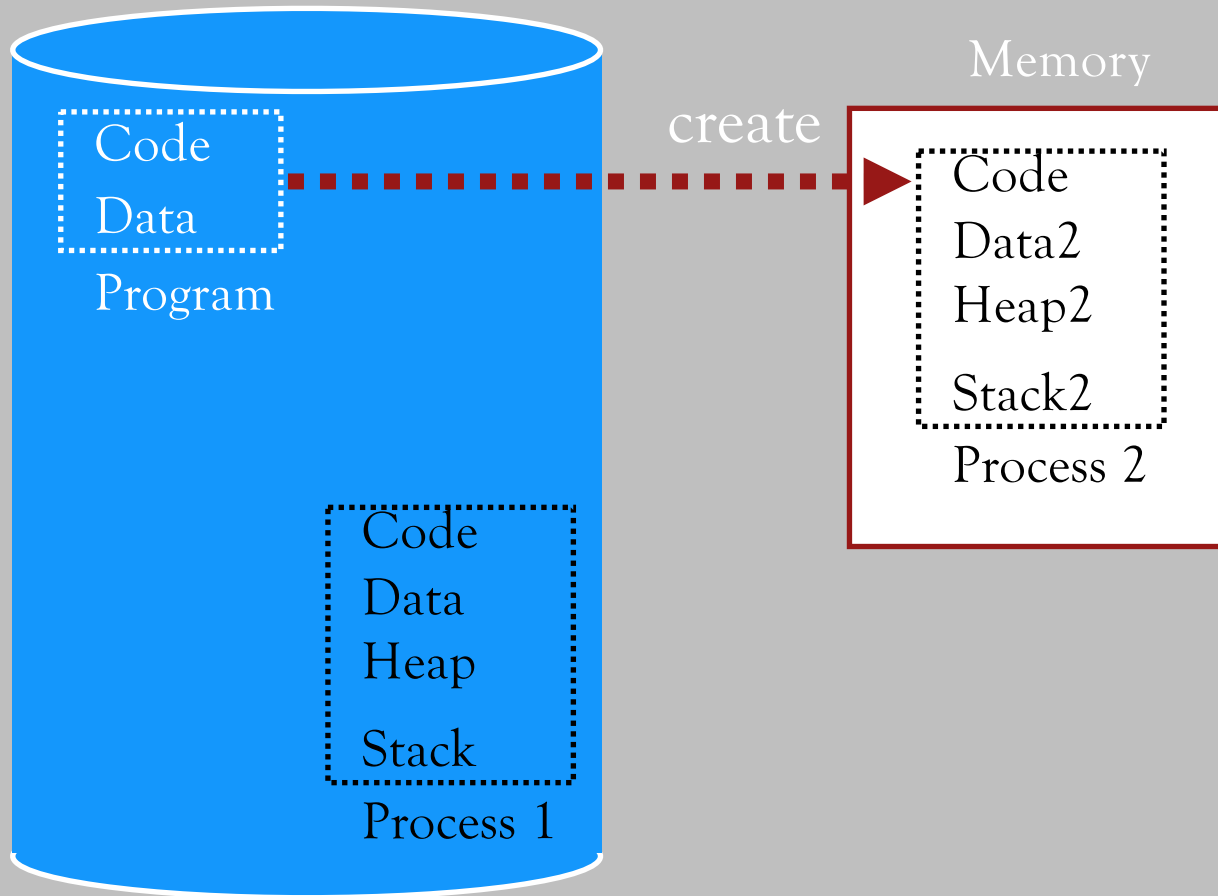 Memory
create
Code
Data
Program
Code
Data2
Heap2
Stack2
Process 2
Code
Data
Heap
Stack
Process 1